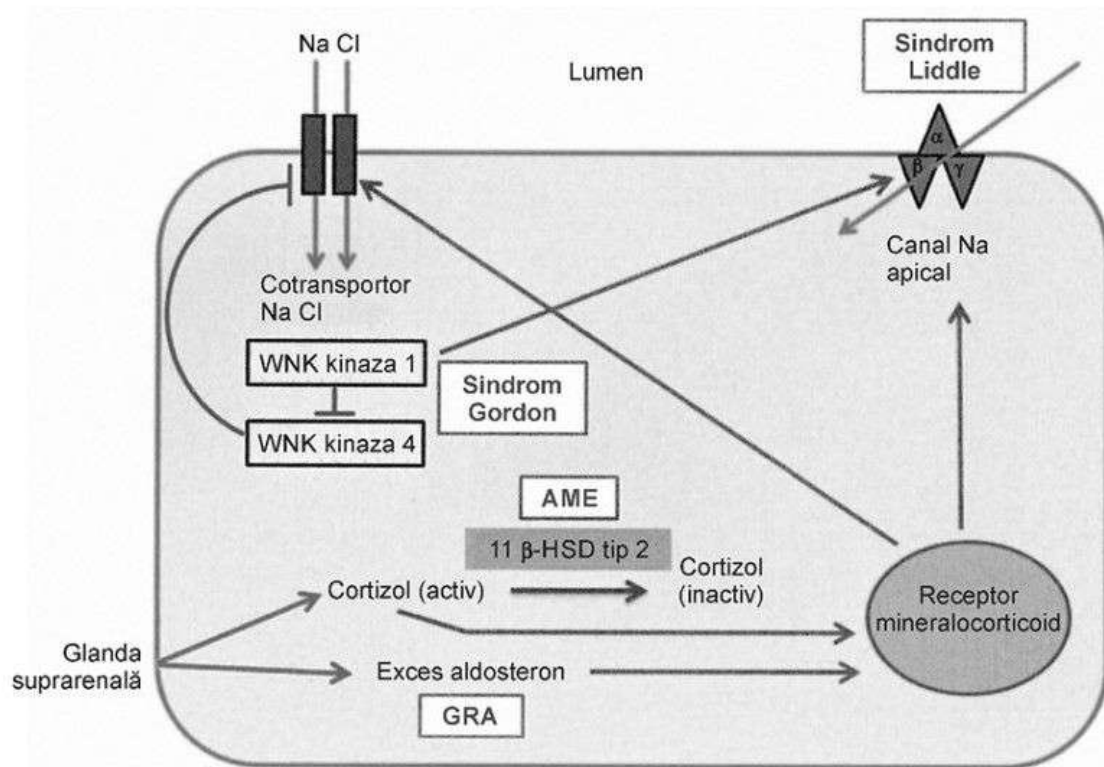 Na Cl
Lumen
Sindrom
Liddle
α
β
γ
Canal Na
apical
Cotransportor
Na Cl
WNK kinaza 1
Sindrom
Gordon
WNK kinaza 4
AME
11 β-HSD tip 2
Cortizol (activ)
Cortizol
(inactiv)
Receptor
mineralocorticoid
Glanda
suprarenală
Exces aldosteron
GRA